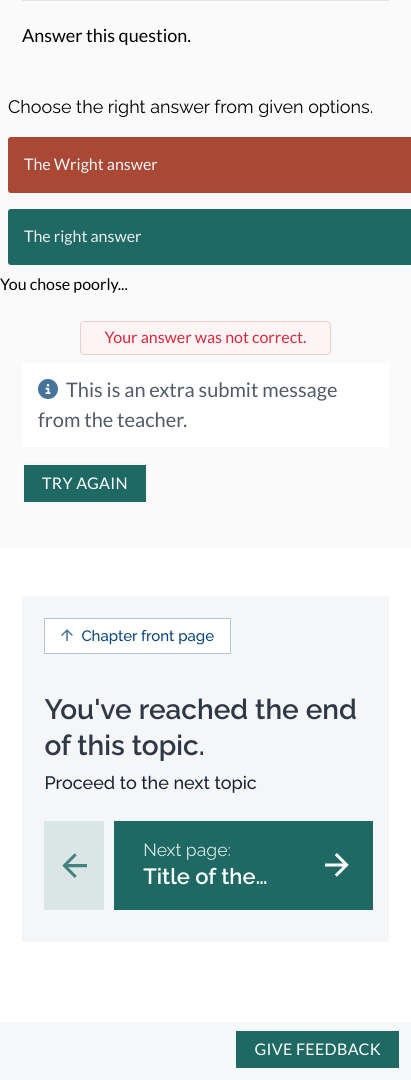 Answer this question.
Choose the right answer from given options.
The Wright answer
The right answer
You chose poorly...
Your answer was not correct.
This is an extra submit message
from the teacher.
TRY AGAIN
Chapter front page
You've reached the end
of this topic.
Proceed to the next topic
Next page:
Title of the...
GIVE FEEDBACK